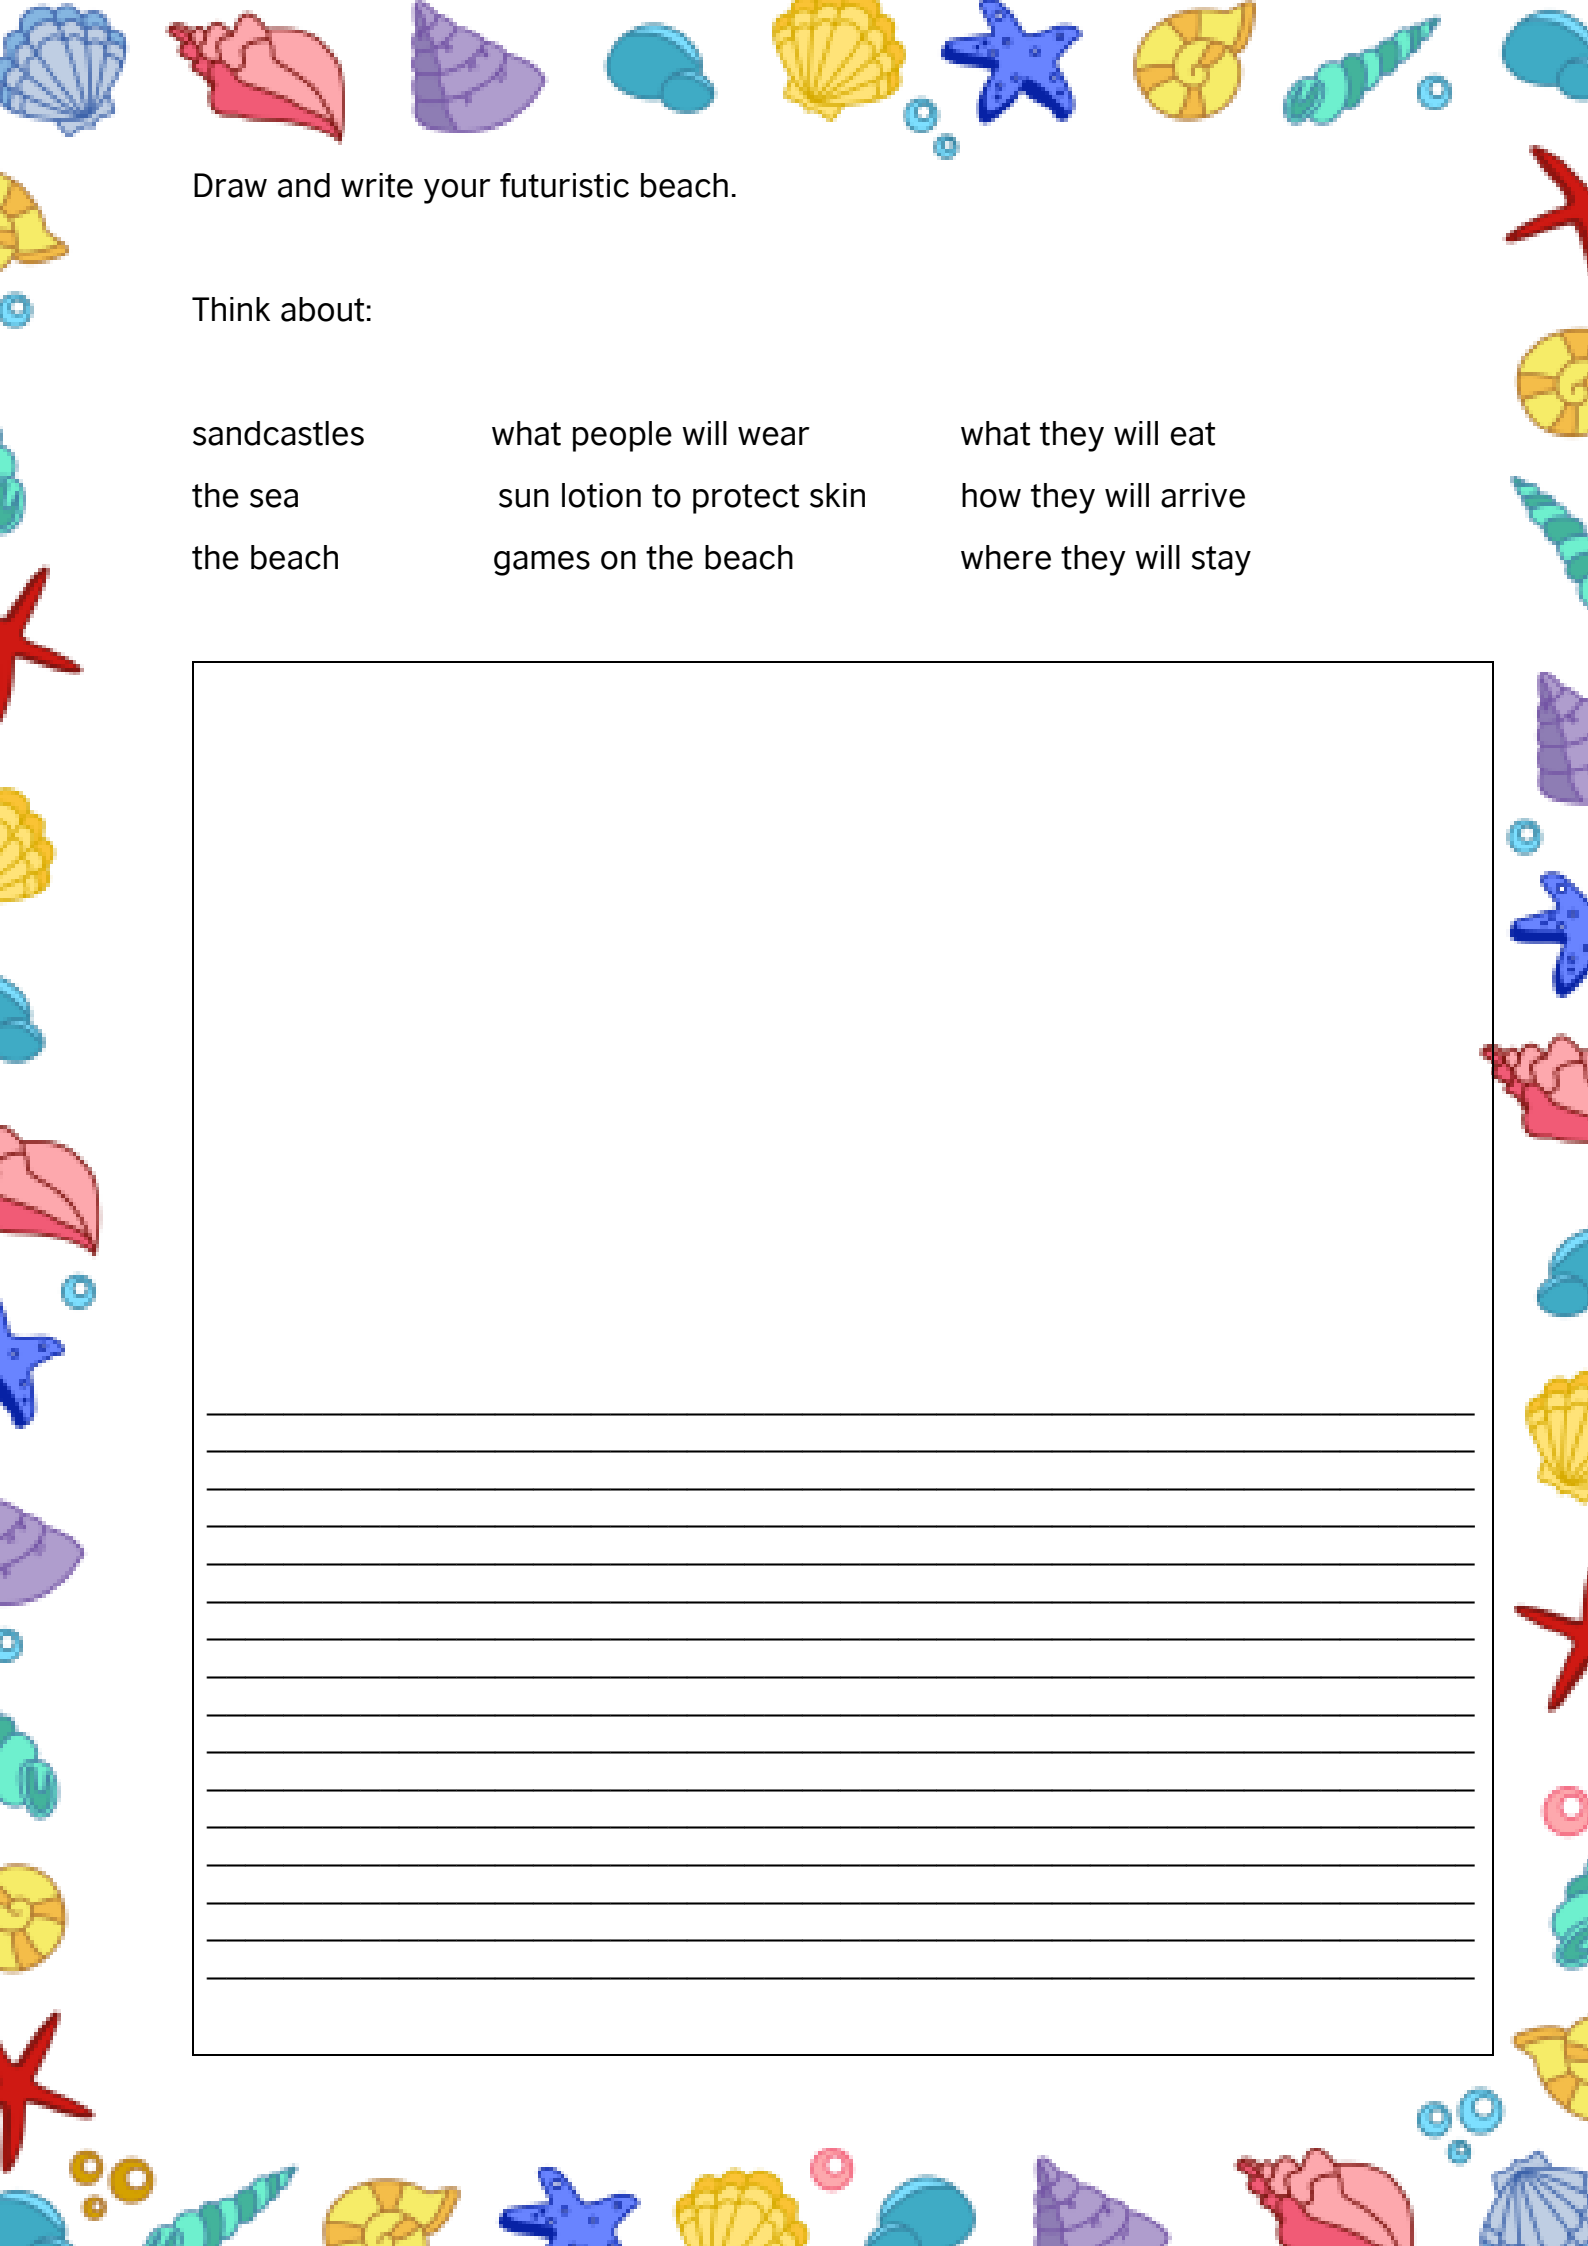 Draw and write your futuristic beach.
Think about:
sandcastles what people will wear what they will eat
the sea sun lotion to protect skin how they will arrive
the beach games on the beach where they will stay